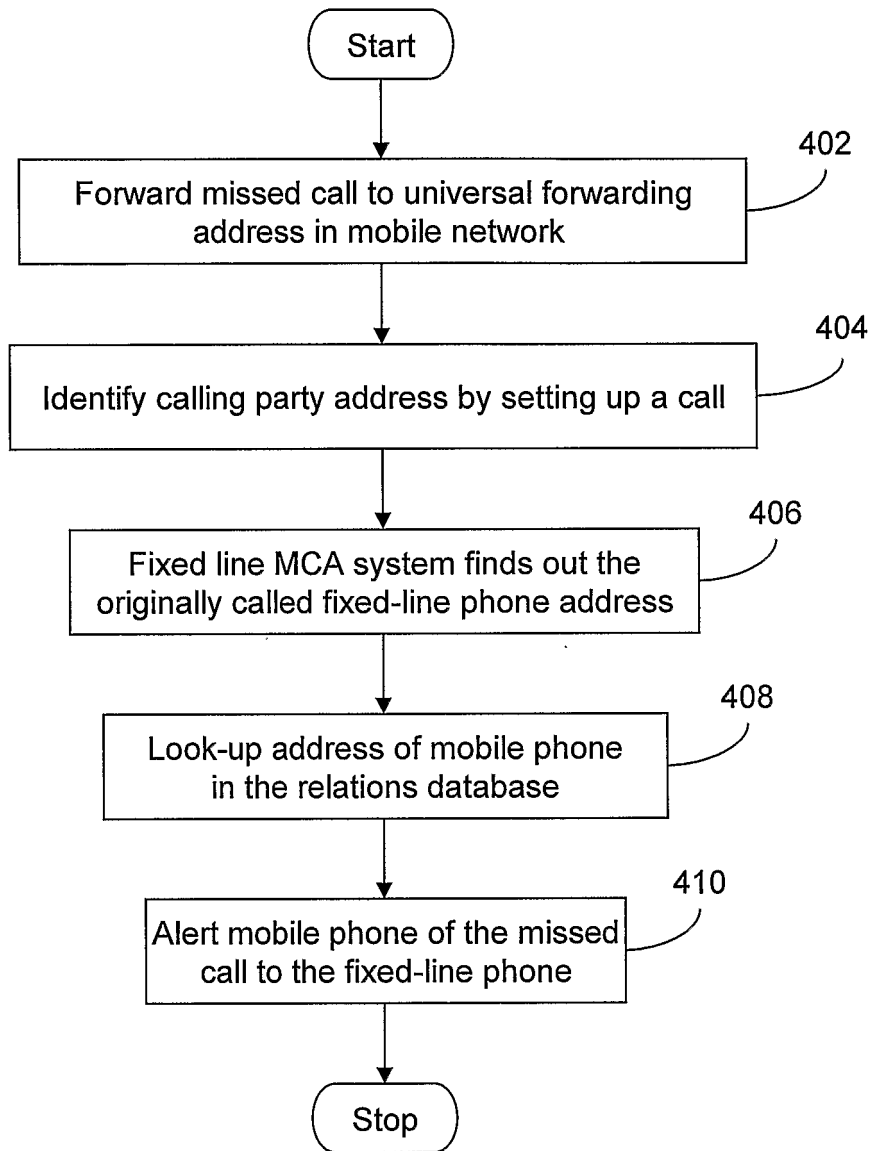 Start
402
Forward missed call to universal forwarding
address in mobile network
404
Identify calling party address by setting up a call
406
Fixed line MCA system finds out the
originally called fixed-line phone address
408
Look-up address of mobile phone
in the relations database
410
Alert mobile phone of the missed
call to the fixed-line phone
Stop